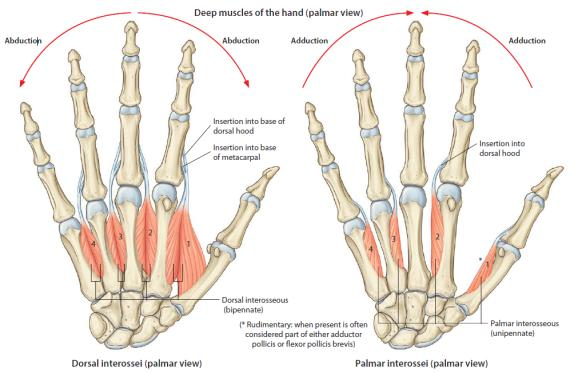 Deep muscles of the hand (palmar view)
Abduction
Abduction
Adduction
Adduction
Insertion into base of
dorsal hood
Insertion into base
of metacarpal
Insertion into
dorsal hood
4
3
2
1
4
3
2
*
1
Dorsal interosseous
(bipennate)
(* Rudimentary: when present is often
considered part of either adductor
pollicis or flexor pollicis brevis)
Palmar interosseous
(unipennate)
Dorsal interossei (palmar view)
Palmar interossei (palmar view)